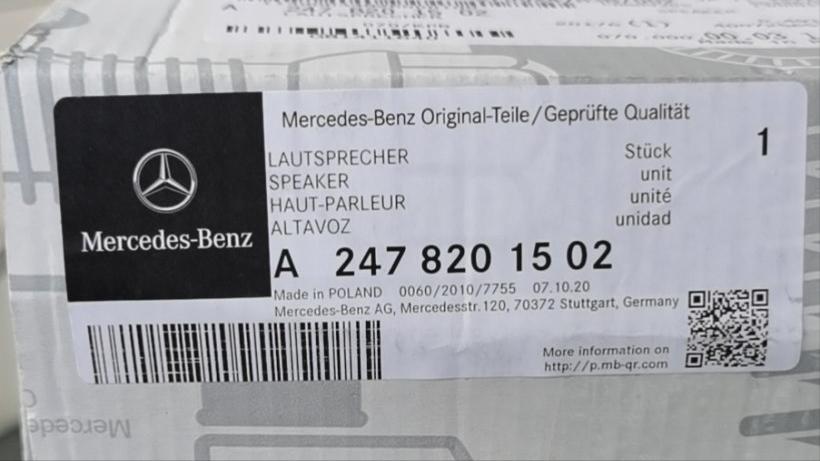 Mercedes-Benz Original-Teile/Geprüfte Qualität
LAUTSPRECHER Stück 1
SPEAKER unit
HAUT-PARLEUR unité
ALTAVOZ unidad
Mercedes-Benz
A 247 820 15 02
Made in POLAND 0060/2010/7755 07.10.20
Mercedes-Benz AG, Mercedesstr.120, 70372 Stuttgart, Germany
More information on
http://p.mb-qr.com
Mercede